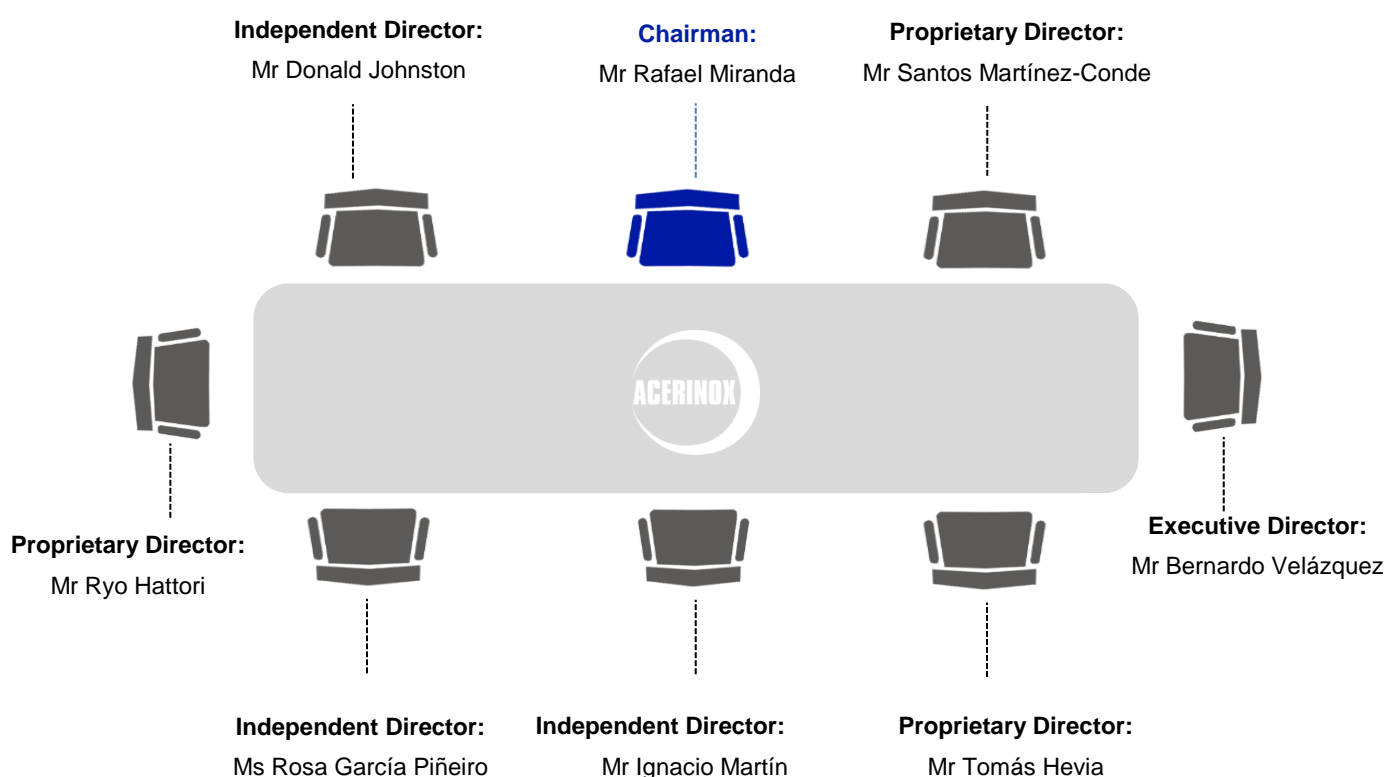 Independent Director:
Mr Donald Johnston
Chairman:
Mr Rafael Miranda
Proprietary Director:
Mr Santos Martínez-Conde
ACERINOX
Proprietary Director:
Mr Ryo Hattori
Executive Director:
Mr Bernardo Velázquez
Independent Director:
Ms Rosa García Piñeiro
Independent Director:
Mr Ignacio Martín
Proprietary Director:
Mr Tomás Hevia